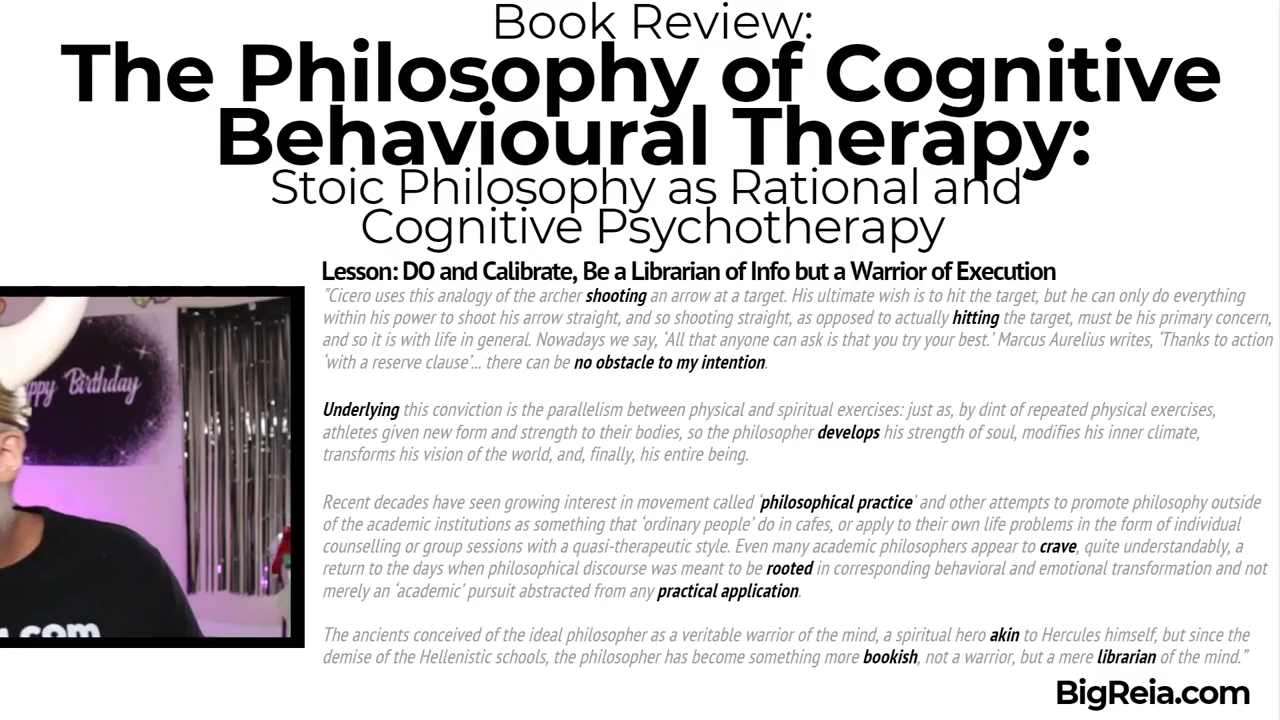 Book Review:
The Philosophy of Cognitive
Behavioural Therapy:
Stoic Philosophy as Rational and
Cognitive Psychotherapy
Lesson: DO and Calibrate, Be a Librarian of Info but a Warrior of Execution
"Cicero uses this analogy of the archer shooting an arrow at a target. His ultimate wish is to hit the target, but he can only do everything
within his power to shoot his arrow straight, and so shooting straight, as opposed to actually hitting the target, must be his primary concern,
and so it is with life in general. Nowadays we say, ‘All that anyone can ask is that you try your best.’ Marcus Aurelius writes, ‘Thanks to action
‘with a reserve clause’... there can be no obstacle to my intention.
Underlying this conviction is the parallelism between physical and spiritual exercises: just as, by dint of repeated physical exercises,
athletes given new form and strength to their bodies, so the philosopher develops his strength of soul, modifies his inner climate,
transforms his vision of the world, and, finally, his entire being.
Recent decades have seen growing interest in movement called ‘philosophical practice’ and other attempts to promote philosophy outside
of the academic institutions as something that ‘ordinary people’ do in cafes, or apply to their own life problems in the form of individual
counselling or group sessions with a quasi-therapeutic style. Even many academic philosophers appear to crave, quite understandably, a
return to the days when philosophical discourse was meant to be rooted in corresponding behavioral and emotional transformation and not
merely an ‘academic’ pursuit abstracted from any practical application.
The ancients conceived of the ideal philosopher as a veritable warrior of the mind, a spiritual hero akin to Hercules himself, but since the
demise of the Hellenistic schools, the philosopher has become something more bookish, not a warrior, but a mere librarian of the mind.”
ppy Birthday
.com
BigReia.com